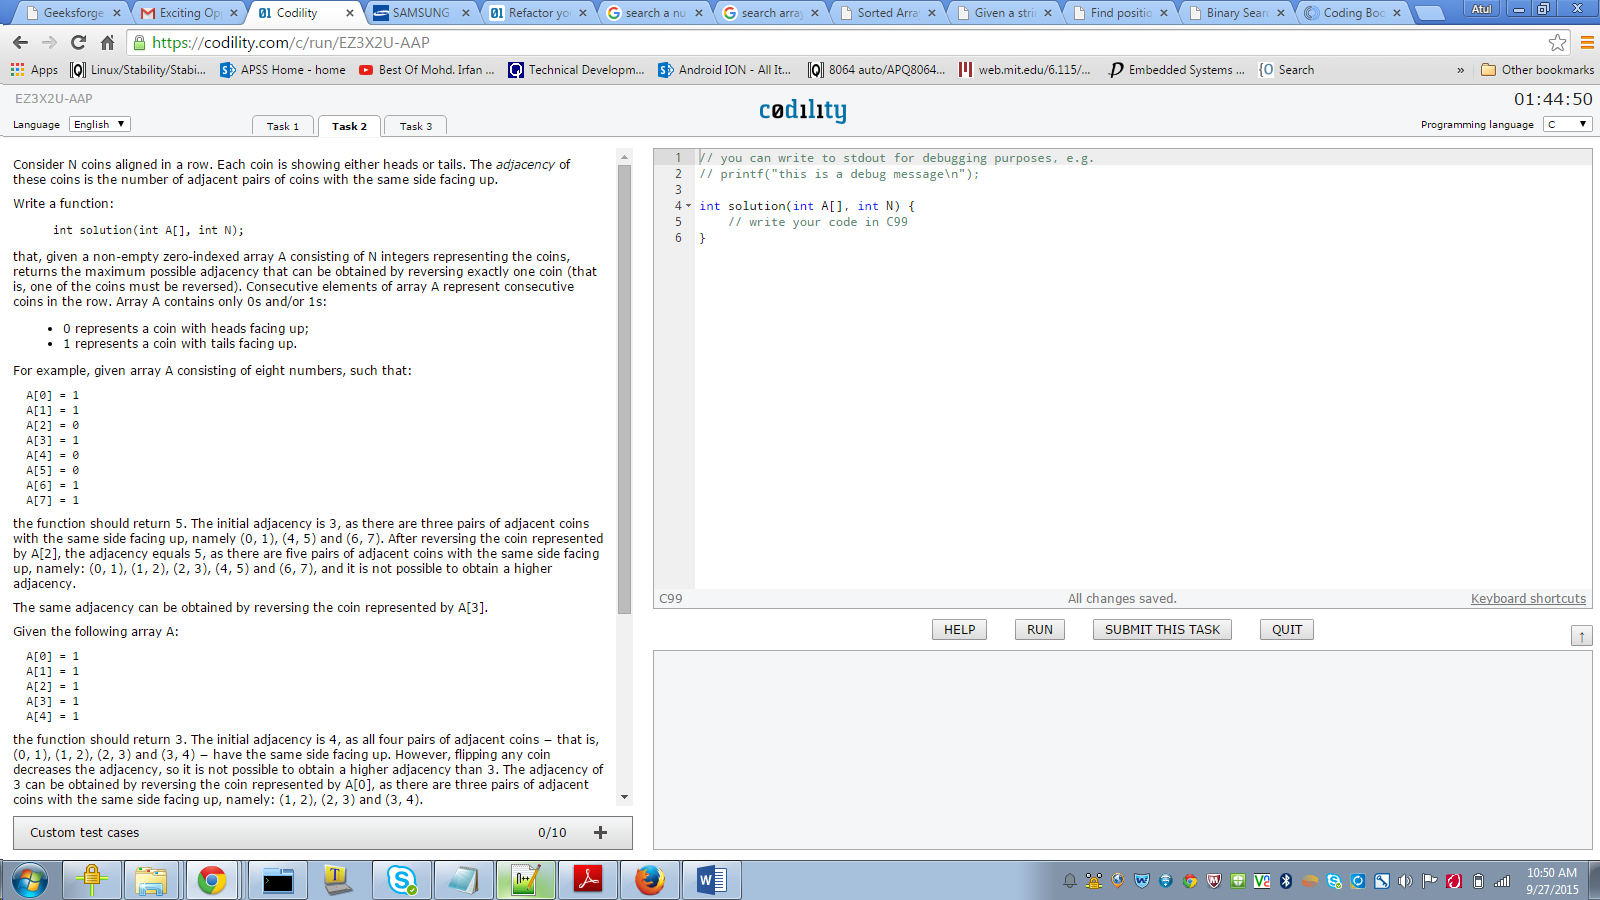 Geeksforge
Exciting Op
Codility
SAMSUNG
Refactor yo
search a nu
search array
Sorted Arra
Given a stri
Find positio
Binary Sear
Coding Boo
Atul
https://codility.com/c/run/EZ3X2U-AAP
Apps
Linux/Stability/Stabi...
APSS Home - home
Best Of Mohd. Irfan ...
Technical Developm...
Android ION - All It...
8064 auto/APQ8064...
web.mit.edu/6.115/...
Embedded Systems ...
Search
»
Other bookmarks
EZ3X2U-AAP
codility
01:44:50
Language English
Task 1
Task 2
Task 3
Programming language C
Consider N coins aligned in a row. Each coin is showing either heads or tails. The adjacency of
these coins is the number of adjacent pairs of coins with the same side facing up.
Write a function:
int solution(int A[], int N);
that, given a non-empty zero-indexed array A consisting of N integers representing the coins,
returns the maximum possible adjacency that can be obtained by reversing exactly one coin (that
is, one of the coins must be reversed). Consecutive elements of array A represent consecutive
coins in the row. Array A contains only 0s and/or 1s:
• 0 represents a coin with heads facing up;
• 1 represents a coin with tails facing up.
For example, given array A consisting of eight numbers, such that:
A[0] = 1
A[1] = 1
A[2] = 0
A[3] = 1
A[4] = 0
A[5] = 0
A[6] = 1
A[7] = 1
the function should return 5. The initial adjacency is 3, as there are three pairs of adjacent coins
with the same side facing up, namely (0, 1), (4, 5) and (6, 7). After reversing the coin represented
by A[2], the adjacency equals 5, as there are five pairs of adjacent coins with the same side facing
up, namely: (0, 1), (1, 2), (2, 3), (4, 5) and (6, 7), and it is not possible to obtain a higher
adjacency.
The same adjacency can be obtained by reversing the coin represented by A[3].
Given the following array A:
A[0] = 1
A[1] = 1
A[2] = 1
A[3] = 1
A[4] = 1
the function should return 3. The initial adjacency is 4, as all four pairs of adjacent coins − that is,
(0, 1), (1, 2), (2, 3) and (3, 4) − have the same side facing up. However, flipping any coin
decreases the adjacency, so it is not possible to obtain a higher adjacency than 3. The adjacency of
3 can be obtained by reversing the coin represented by A[0], as there are three pairs of adjacent
coins with the same side facing up, namely: (1, 2), (2, 3) and (3, 4).
Custom test cases 0/10 +
1 // you can write to stdout for debugging purposes, e.g.
2 // printf("this is a debug message\n");
3
4 int solution(int A[], int N) {
5 // write your code in C99
6 }
C99
All changes saved.
Keyboard shortcuts
HELP
RUN
SUBMIT THIS TASK
QUIT
10:50 AM
9/27/2015